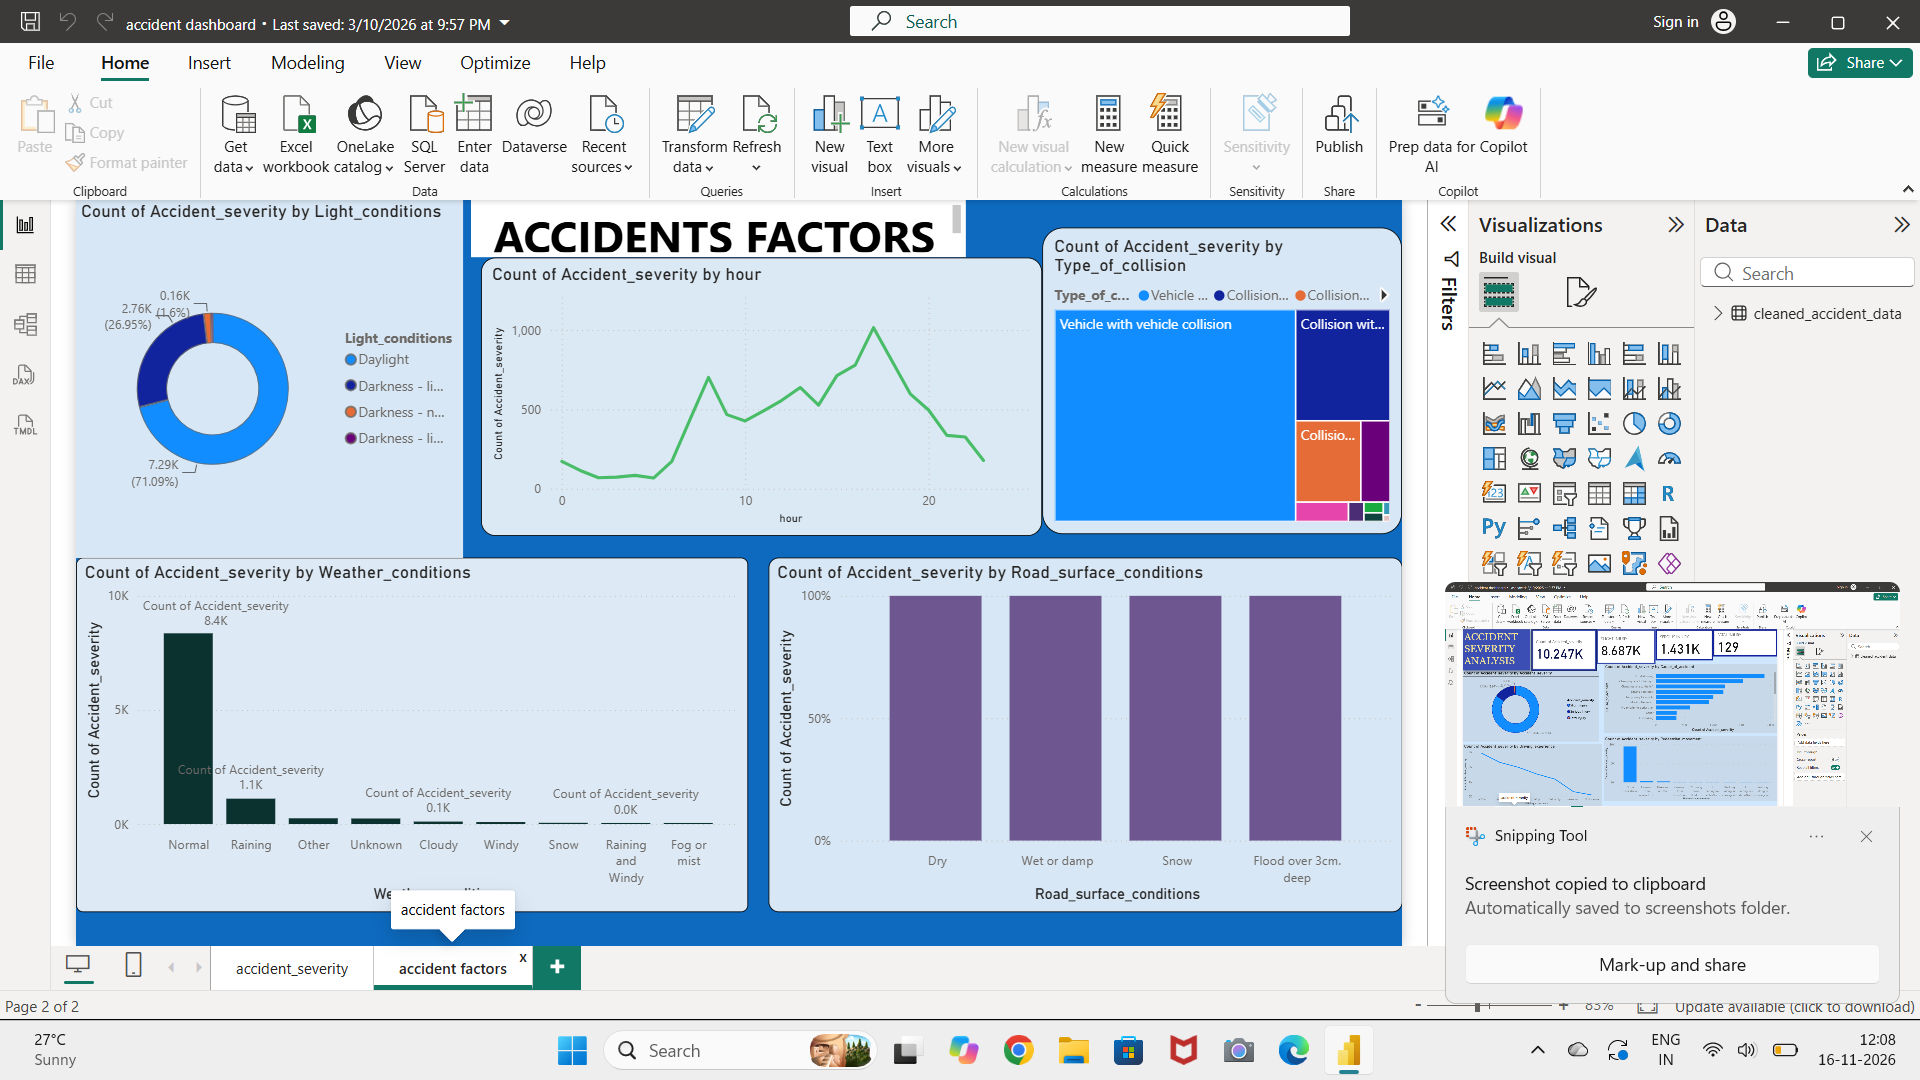 accident dashboard • Last saved: 3/10/2026 at 9:57 PM
Search
Sign in
File
Home
Insert
Modeling
View
Optimize
Help
Share
Paste
Cut
Copy
Format painter
Clipboard
Get data
Excel workbook
OneLake catalog
SQL Server
Enter data
Dataverse
Recent sources
Data
Transform data
Refresh
Queries
New visual
Text box
More visuals
Insert
New visual calculation
New measure
Quick measure
Calculations
Sensitivity
Sensitivity
Publish
Share
Prep data for AI
Copilot
Copilot
Count of Accident_severity by Light_conditions
0.16K
(1.6%)
2.76K
(26.95%)
7.29K
(71.09%)
Light_conditions
Daylight
Darkness - li...
Darkness - n...
Darkness - li...
ACCIDENTS FACTORS
Count of Accident_severity by hour
Count of Accident_severity
1,000
500
0
0
10
20
hour
Count of Accident_severity by
Type_of_collision
Type_of_c...
Vehicle ...
Collision...
Collision...
Vehicle with vehicle collision
Collision wit...
Collisio...
Count of Accident_severity by Weather_conditions
Count of Accident_severity
10K
5K
0K
Count of Accident_severity
8.4K
Count of Accident_severity
1.1K
Count of Accident_severity
0.1K
Count of Accident_severity
0.0K
Normal
Raining
Other
Unknown
Cloudy
Windy
Snow
Raining and Windy
Fog or mist
Count of Accident_severity by Road_surface_conditions
Count of Accident_severity
100%
50%
0%
Dry
Wet or damp
Snow
Flood over 3cm. deep
Road_surface_conditions
accident factors
accident_severity
accident factors
x
Page 2 of 2
Filters
Visualizations
Build visual
Data
Search
cleaned_accident_data
DAX
TMDL
123
R
Py
ACCIDENT
SEVERITY
ANALYSIS
10.247K
8.687K
1.431K
129
Snipping Tool
Screenshot copied to clipboard
Automatically saved to screenshots folder.
Mark-up and share
83%
Update available (click to download)
27°C
Sunny
Search
ENG
IN
12:08
16-11-2026